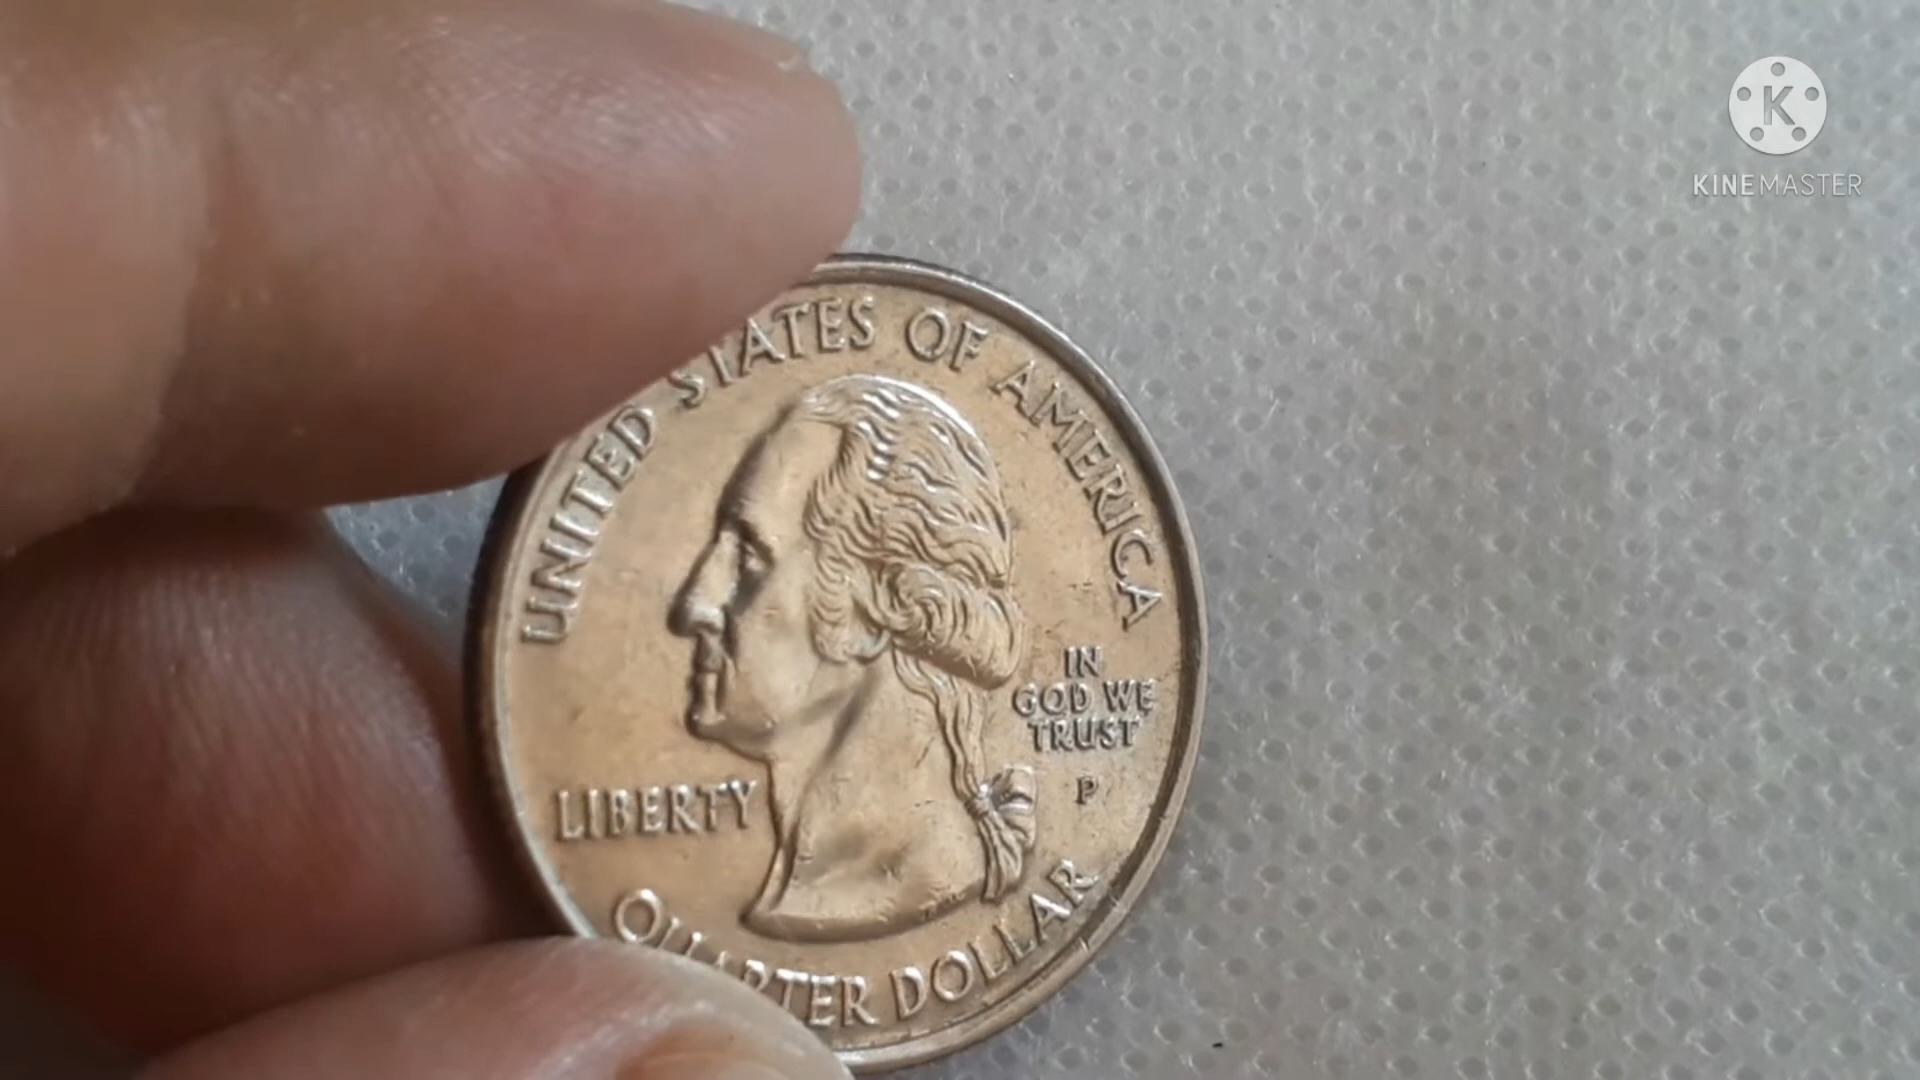 KINEMASTER
UNITED STATES OF AMERICA
IN
GOD WE
TRUST
P
LIBERTY
QUARTER DOLLAR